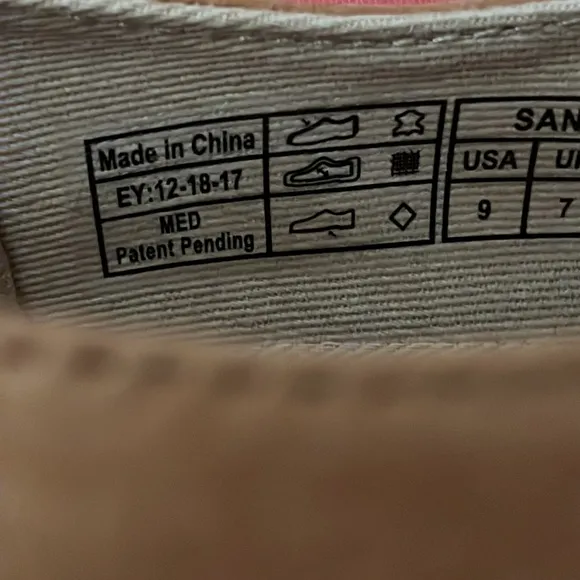 Made in China
EY:12-18-17
MED
Patent Pending
SAN
USA
9
7